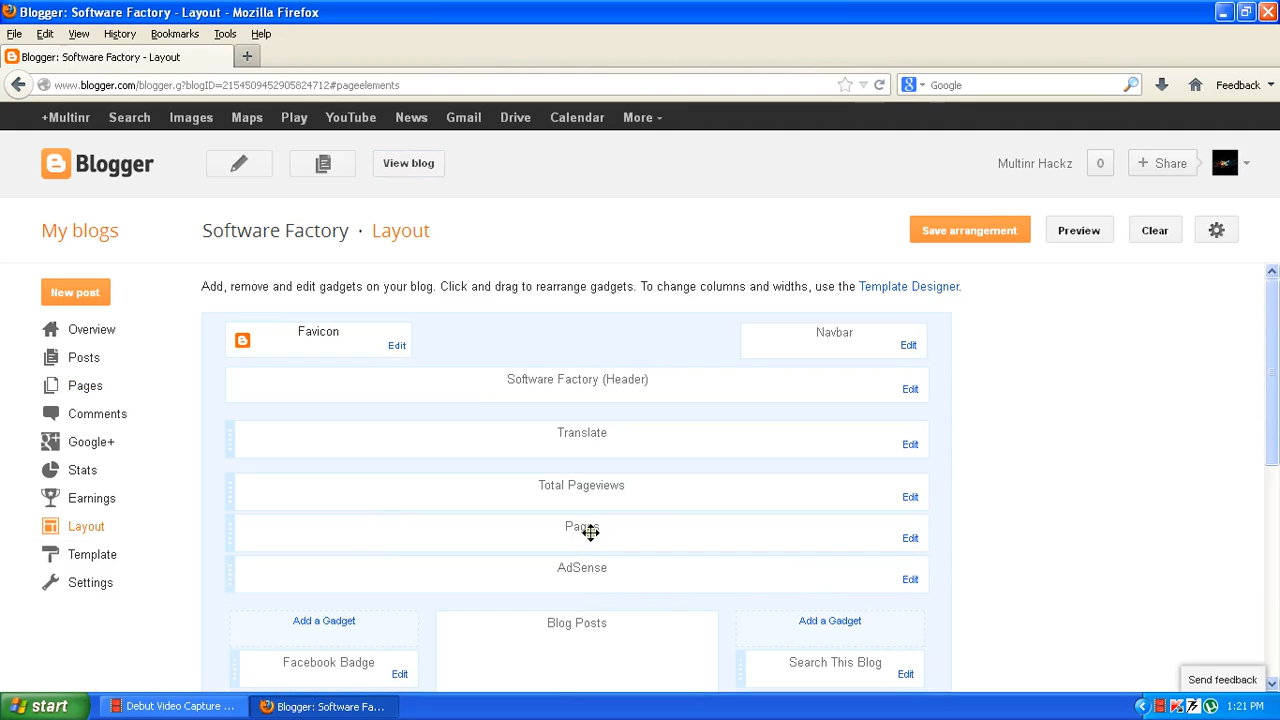 Blogger: Software Factory - Layout - Mozilla Firefox
File Edit View History Bookmarks Tools Help
Blogger: Software Factory - Layout
www.blogger.com/blogger.g?blogID=2154509452905824712#pageelements
Google
Feedback
+Multinr Search Images Maps Play YouTube News Gmail Drive Calendar More
Blogger
View blog
Multinr Hackz
0
+ Share
My blogs
Software Factory · Layout
Save arrangement
Preview
Clear
New post
Add, remove and edit gadgets on your blog. Click and drag to rearrange gadgets. To change columns and widths, use the Template Designer.
Overview
Posts
Pages
Comments
Google+
Stats
Earnings
Layout
Template
Settings
Favicon
Edit
Navbar
Edit
Software Factory (Header)
Edit
Translate
Edit
Total Pageviews
Edit
Pages
Edit
AdSense
Edit
Add a Gadget
Blog Posts
Add a Gadget
Facebook Badge
Edit
Search This Blog
Edit
Send feedback
start
Debut Video Capture ...
Blogger: Software Fa...
1:21 PM